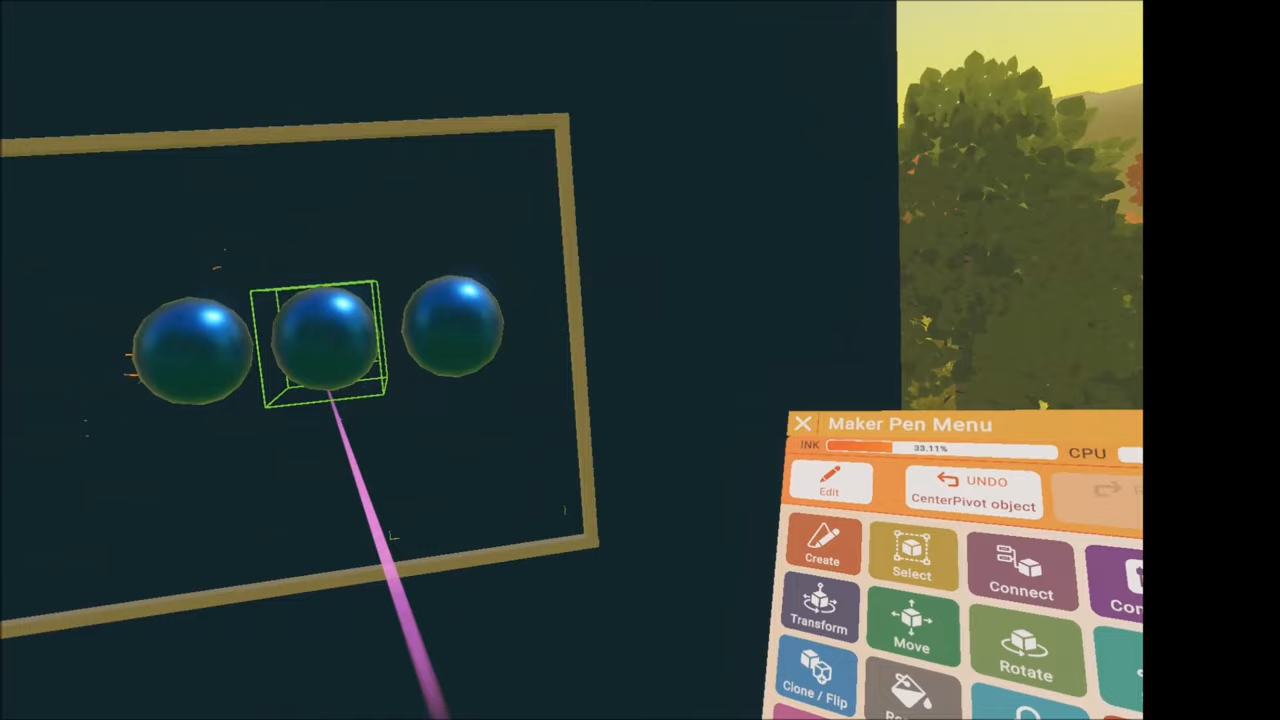 Maker Pen Menu
INK 33.11% CPU
Edit
UNDO
CenterPivot object
Create
Select
Connect
Transform
Move
Rotate
Clone / Flip